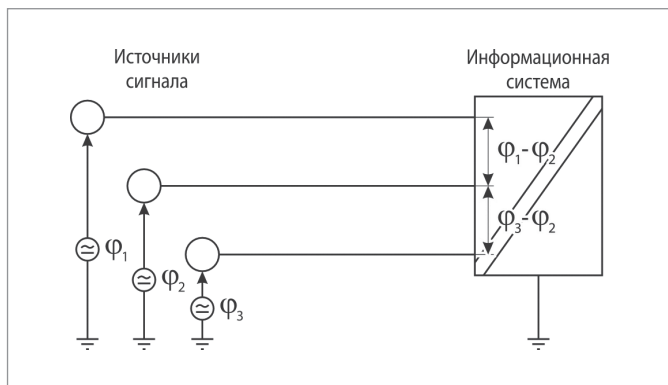 Источники
сигнала
Информационная
система
φ₁-φ₂
φ₃-φ₂
φ₁
φ₂
φ₃